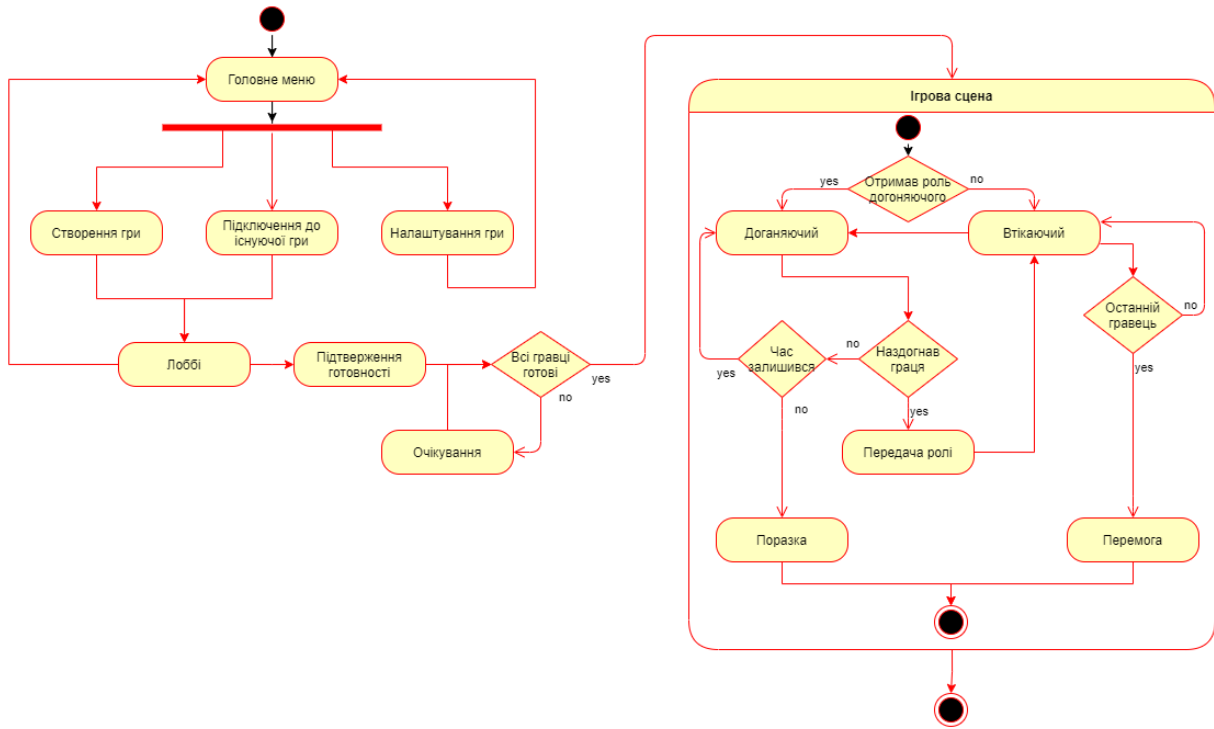 Головне меню
Створення гри
Підключення до
існуючої гри
Налаштування гри
Лоббі
Підтверження
готовності
Всі гравці
готові
yes
no
Очікування
Ігрова сцена
Отримав роль
догоняючого
yes
no
Доганяючий
Втікаючий
Останній
гравець
no
yes
Наздогнав
граця
no
yes
Час
залишився
yes
no
Передача ролі
Поразка
Перемога